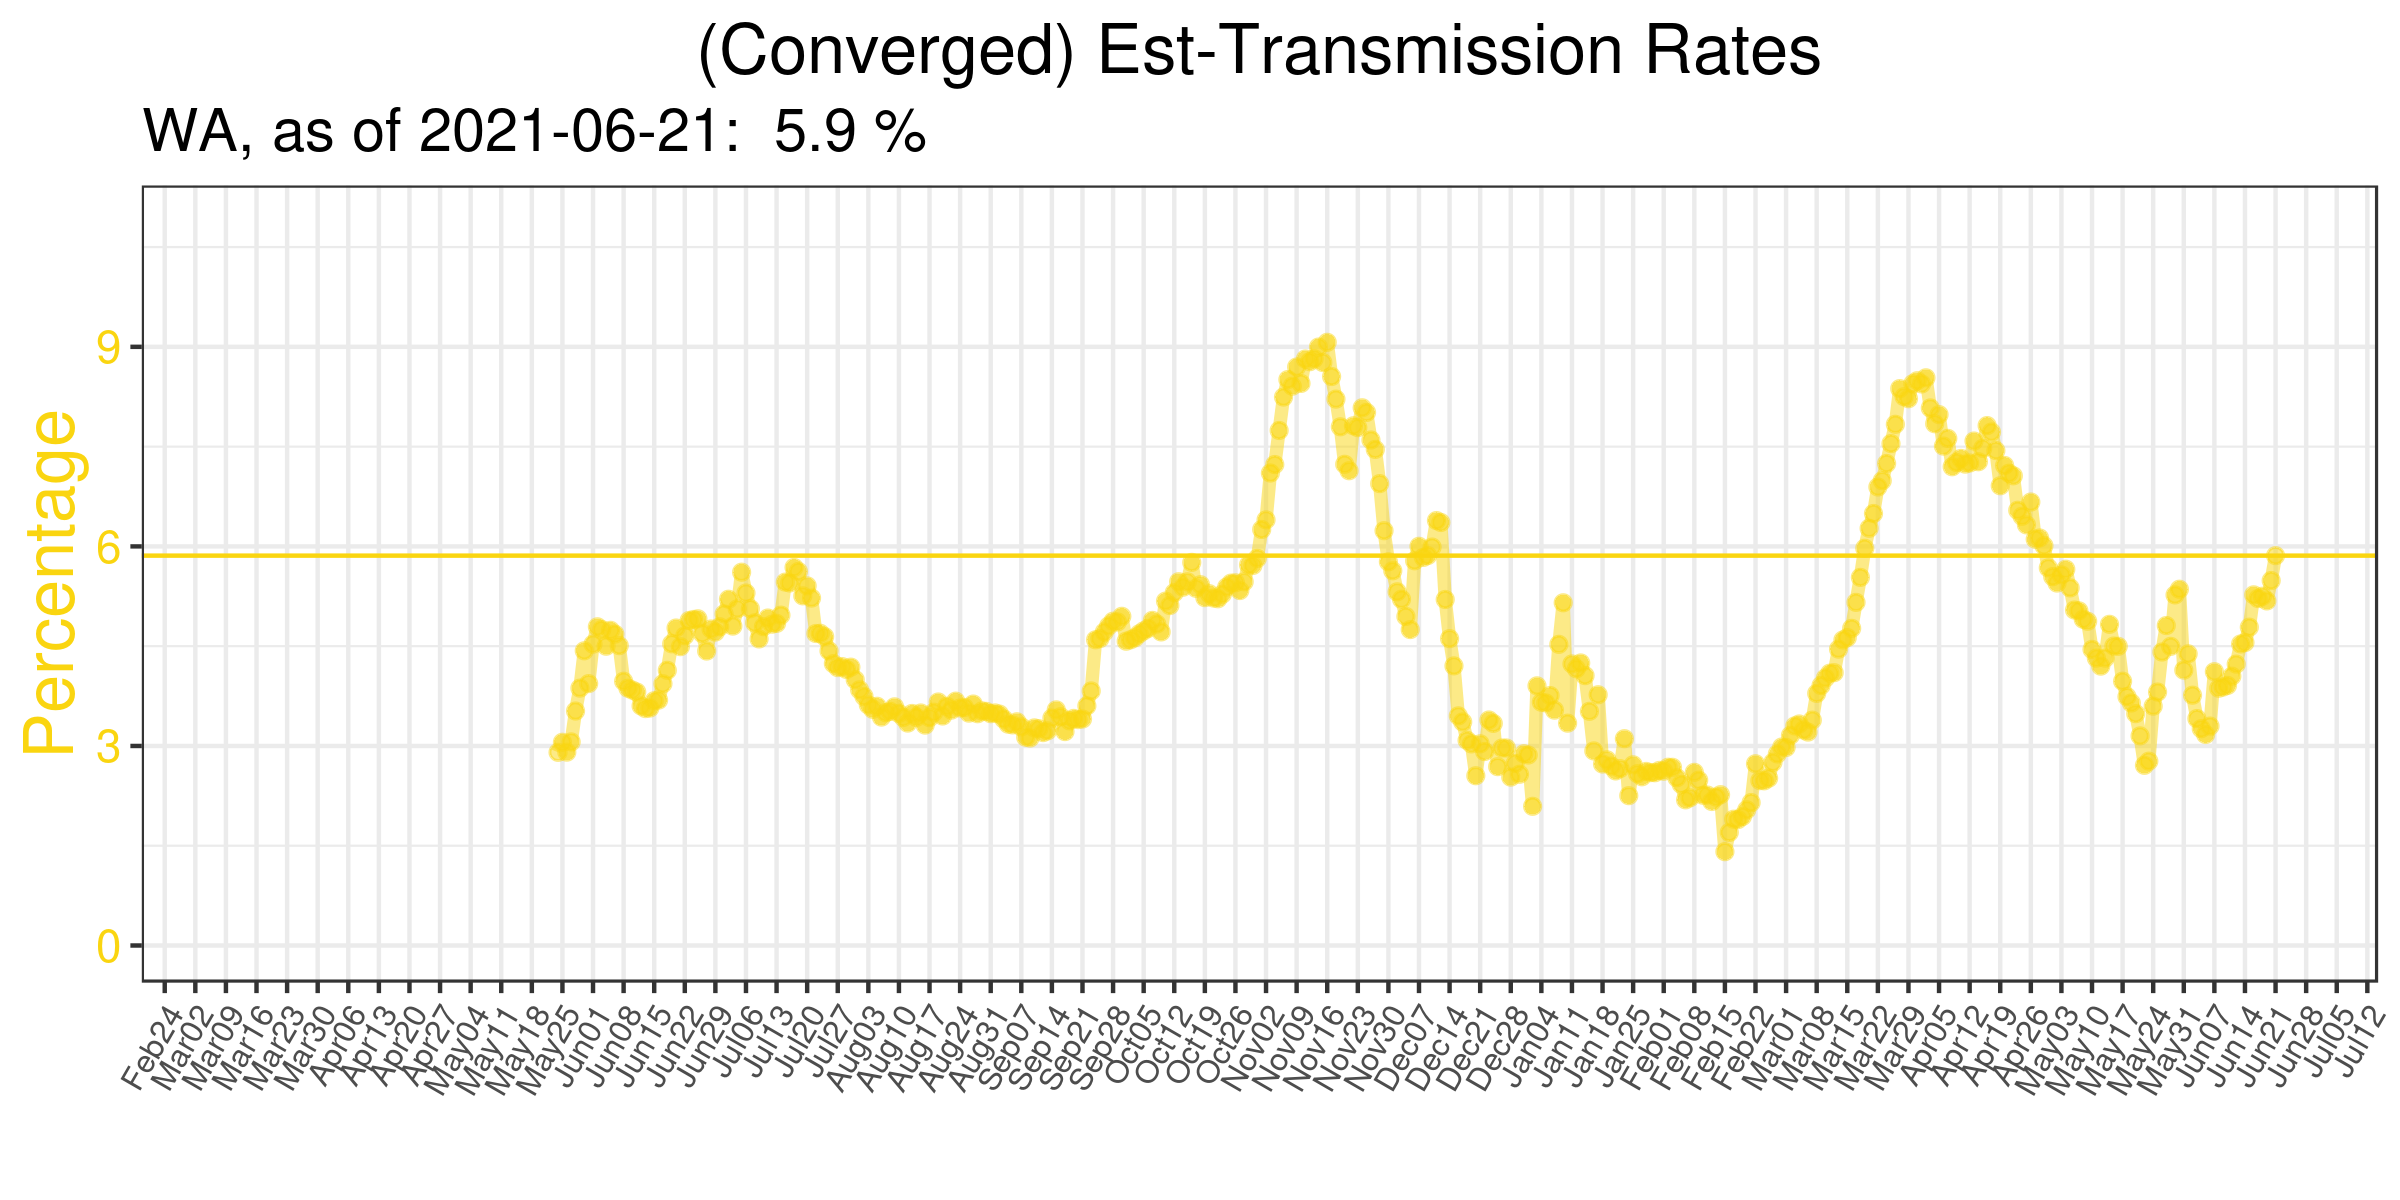 (Converged) Est-Transmission Rates
WA, as of 2021-06-21:  5.9 %
Percentage
9
6
3
0
Feb24
Mar02
Mar09
Mar16
Mar23
Mar30
Apr06
Apr13
Apr20
Apr27
May04
May11
May18
May25
Jun01
Jun08
Jun15
Jun22
Jun29
Jul06
Jul13
Jul20
Jul27
Aug03
Aug10
Aug17
Aug24
Aug31
Sep07
Sep14
Sep21
Sep28
Oct05
Oct12
Oct19
Oct26
Nov02
Nov09
Nov16
Nov23
Nov30
Dec07
Dec14
Dec21
Dec28
Jan04
Jan11
Jan18
Jan25
Feb01
Feb08
Feb15
Feb22
Mar01
Mar08
Mar15
Mar22
Mar29
Apr05
Apr12
Apr19
Apr26
May03
May10
May17
May24
May31
Jun07
Jun14
Jun21
Jun28
Jul05
Jul12